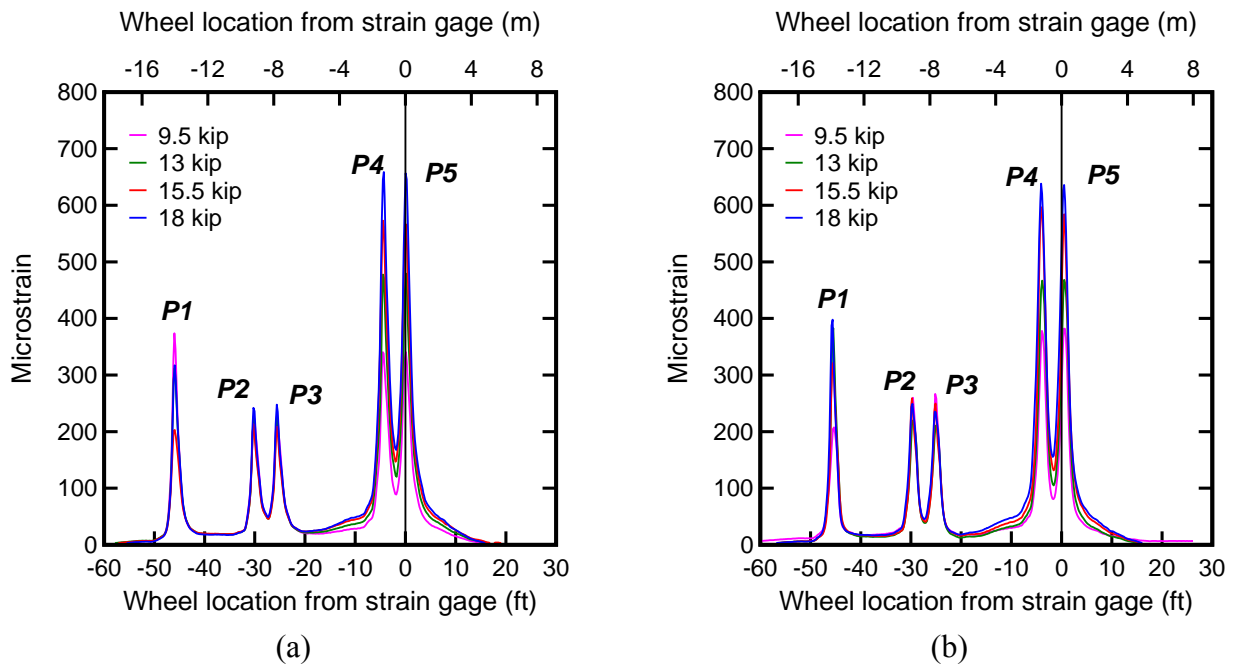 Wheel location from strain gage (m)
-16 -12 -8 -4 0 4 8
800
700
600
500
400
300
200
100
0
Microstrain
9.5 kip
13 kip
15.5 kip
18 kip
P1
P2
P3
P4
P5
-60 -50 -40 -30 -20 -10 0 10 20 30
Wheel location from strain gage (ft)
(a)
Wheel location from strain gage (m)
-16 -12 -8 -4 0 4 8
800
700
600
500
400
300
200
100
0
Microstrain
9.5 kip
13 kip
15.5 kip
18 kip
P1
P2
P3
P4
P5
-60 -50 -40 -30 -20 -10 0 10 20 30
Wheel location from strain gage (ft)
(b)